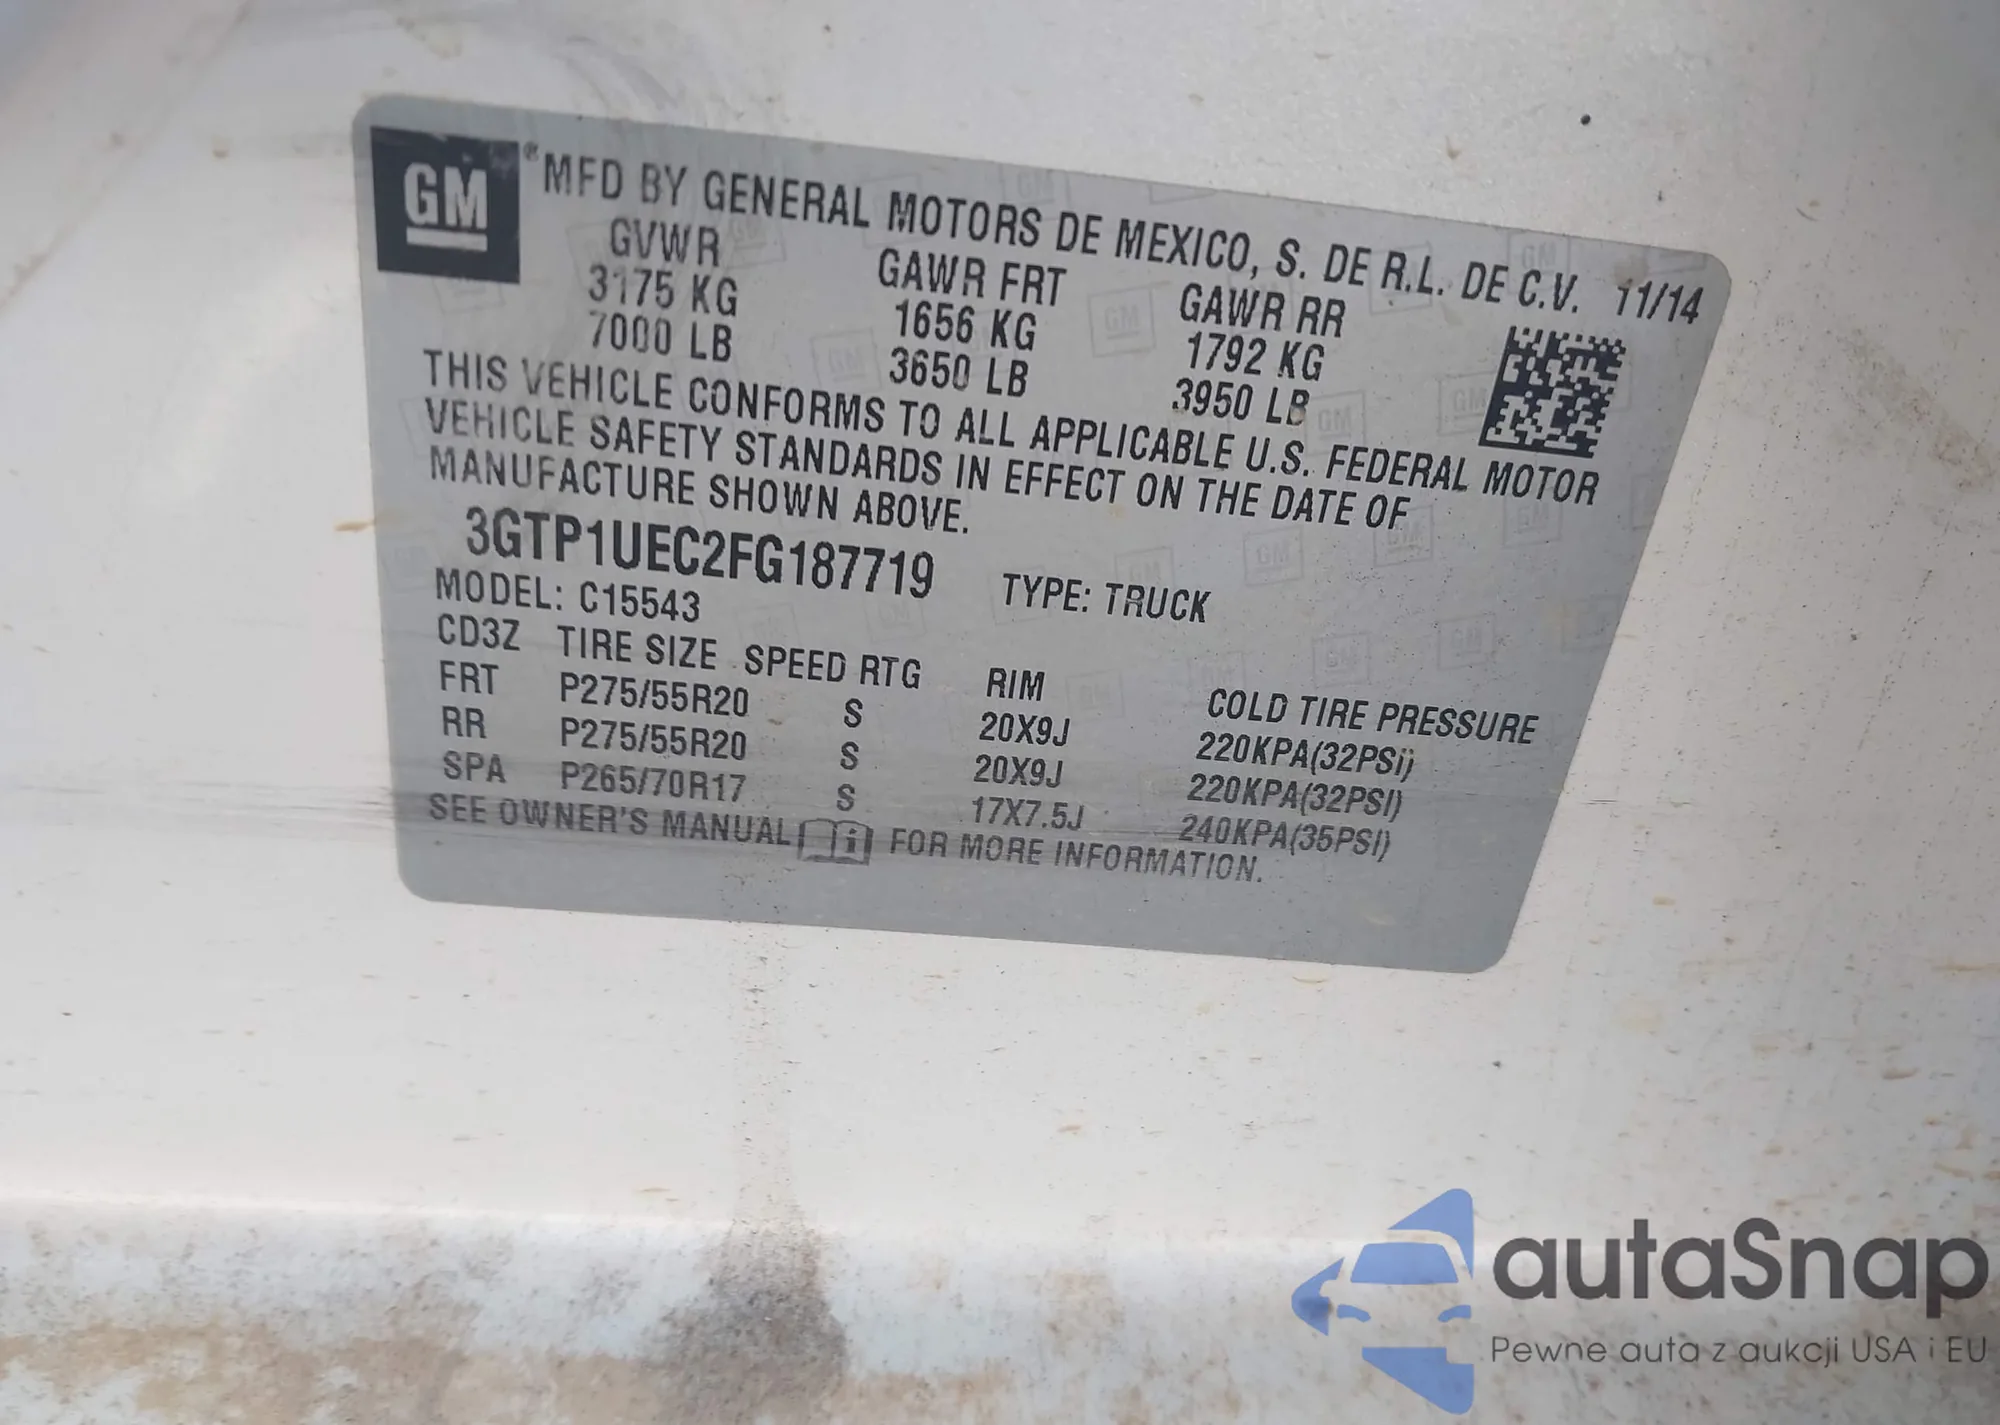 GM ® MFD BY GENERAL MOTORS DE MEXICO, S. DE R.L. DE C.V. 11/14
GVWR GAWR FRT GAWR RR
3175 KG 1656 KG 1792 KG
7000 LB 3650 LB 3950 LB
THIS VEHICLE CONFORMS TO ALL APPLICABLE U.S. FEDERAL MOTOR
VEHICLE SAFETY STANDARDS IN EFFECT ON THE DATE OF
MANUFACTURE SHOWN ABOVE.
3GTP1UEC2FG187719 TYPE: TRUCK
MODEL: C15543
CD3Z TIRE SIZE SPEED RTG RIM COLD TIRE PRESSURE
FRT P275/55R20 S 20X9J 220KPA(32PSI)
RR P275/55R20 S 20X9J 220KPA(32PSI)
SPA P265/70R17 S 17X7.5J 240KPA(35PSI)
SEE OWNER'S MANUAL FOR MORE INFORMATION.
autaSnap
Pewne auta z aukcji USA i EU